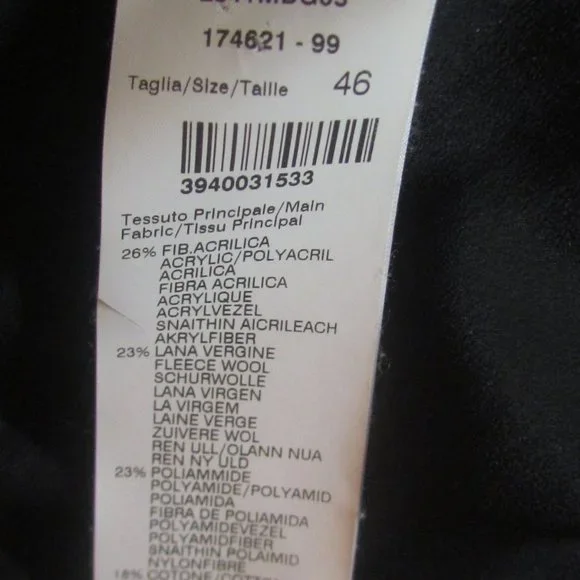 174621 - 99
Taglia/Size/Taille 46
3940031533
Tessuto Principale/Main
Fabric/Tissu Principal
26% FIB.ACRILICA
ACRYLIC/POLYACRIL
ACRILICA
FIBRA ACRILICA
ACRYLIQUE
ACRYLVEZEL
SNAITHIN AICRILEACH
AKRYLFIBER
23% LANA VERGINE
FLEECE WOOL
SCHURWOLLE
LANA VIRGEN
LA VIRGEM
LAINE VERGE
ZUIVERE WOL
REN ULL/OLANN NUA
REN NY ULD
23% POLIAMMIDE
POLYAMIDE/POLYAMID
POLIAMIDA
FIBRA DE POLIAMIDA
POLYAMIDEVEZEL
POLYAMIDFIBER
SNAITHIN POLAIMID
NYLONFIBRE
COTONE/